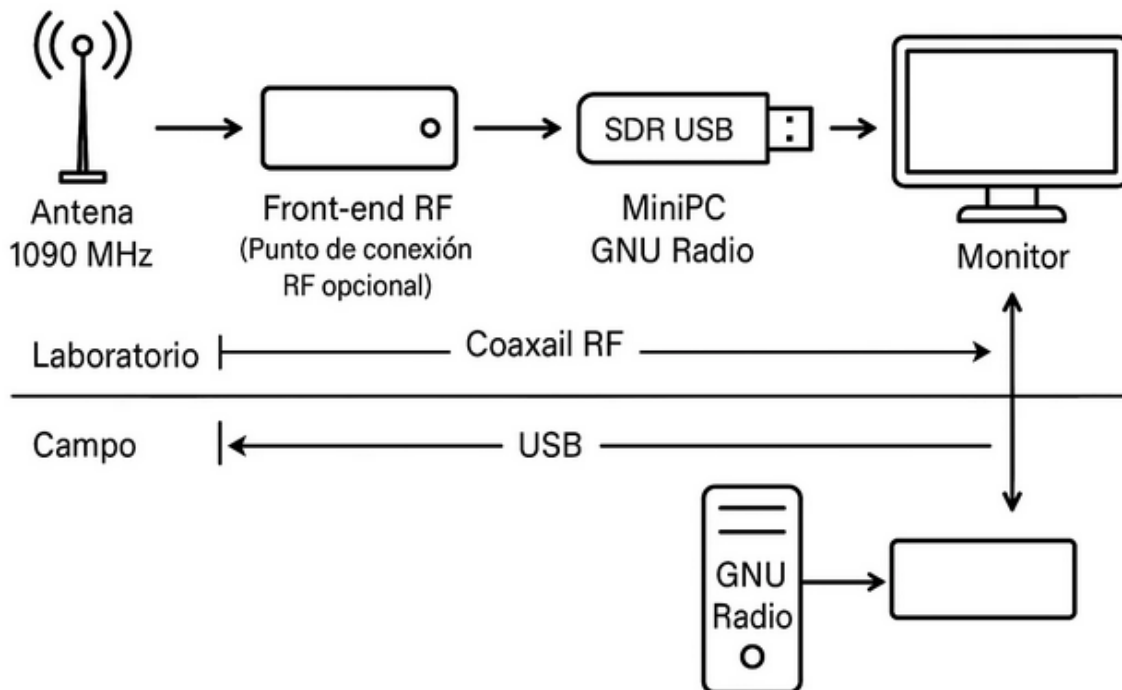 SDR USB
Antena
1090 MHz
Front-end RF
(Punto de conexión
RF opcional)
MiniPC
GNU Radio
Monitor
Laboratorio
Coaxail RF
Campo
USB
GNU
Radio